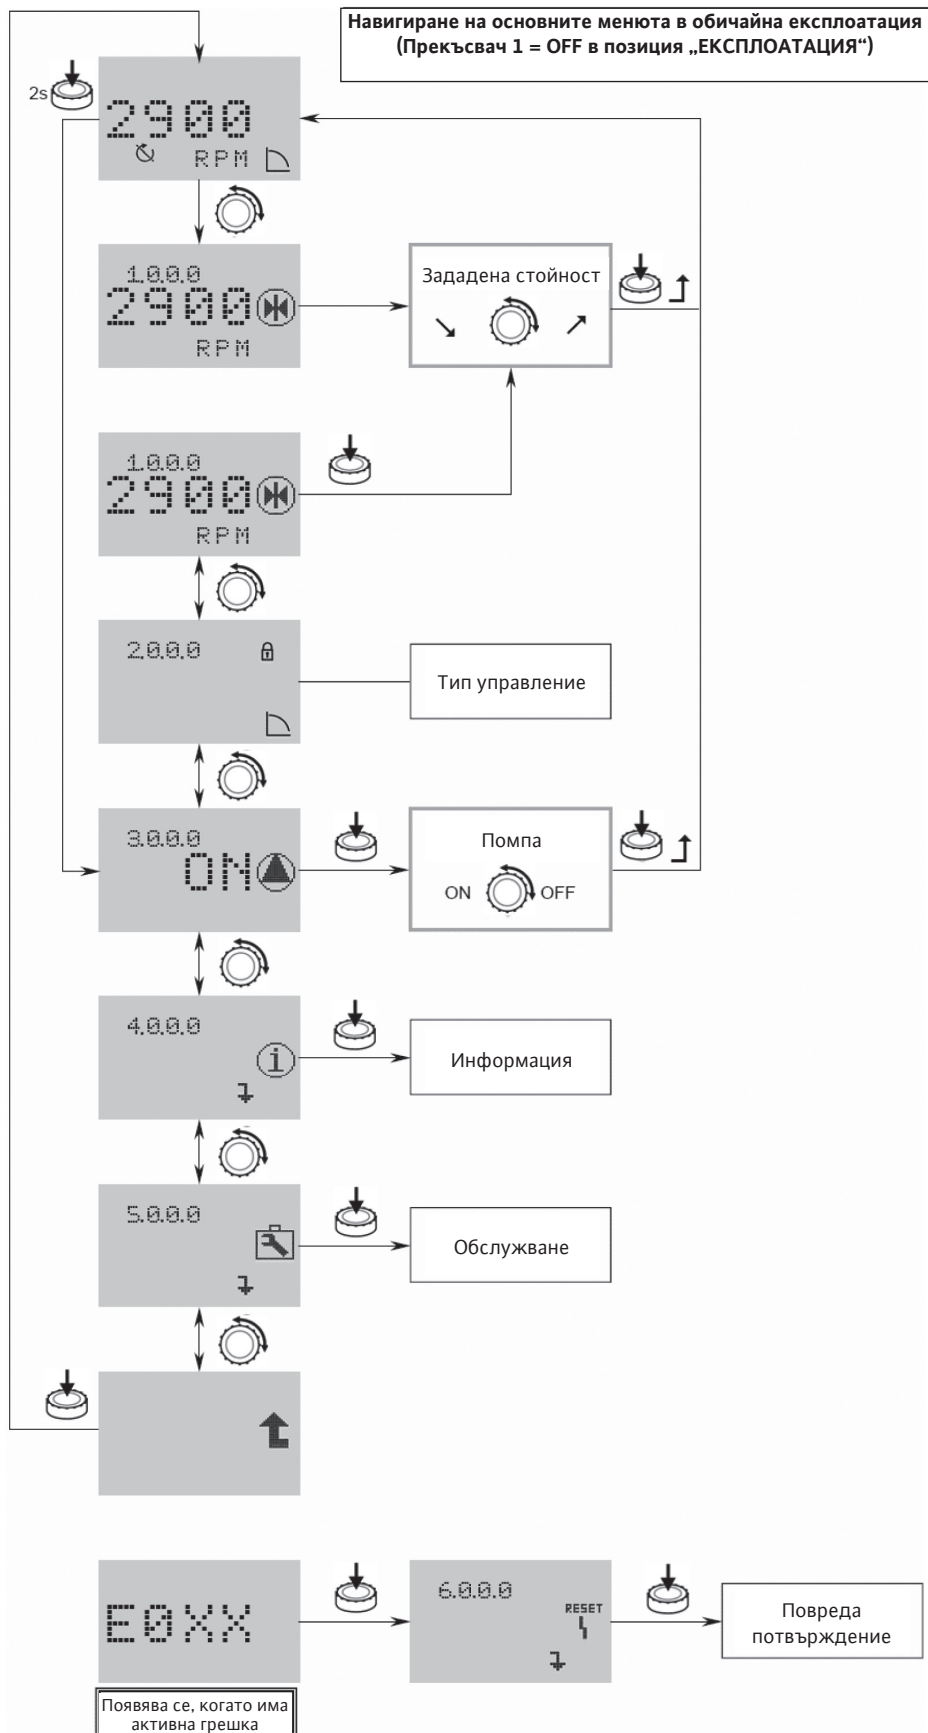 Навигиране на основните менюта в обичайна експлоатация
(Прекъсвач 1 = OFF в позиция „ЕКСПЛОАТАЦИЯ“)
2s
2900
RPM
1.0.0.0
2900
RPM
Зададена стойност
1.0.0.0
2900
RPM
2.0.0.0
Тип управление
3.0.0.0
ON
Помпа
ON OFF
4.0.0.0
i
Информация
5.0.0.0
Обслужване
E0XX
6.0.0.0
RESET
Повреда
потвърждение
Появява се, когато има
активна грешка